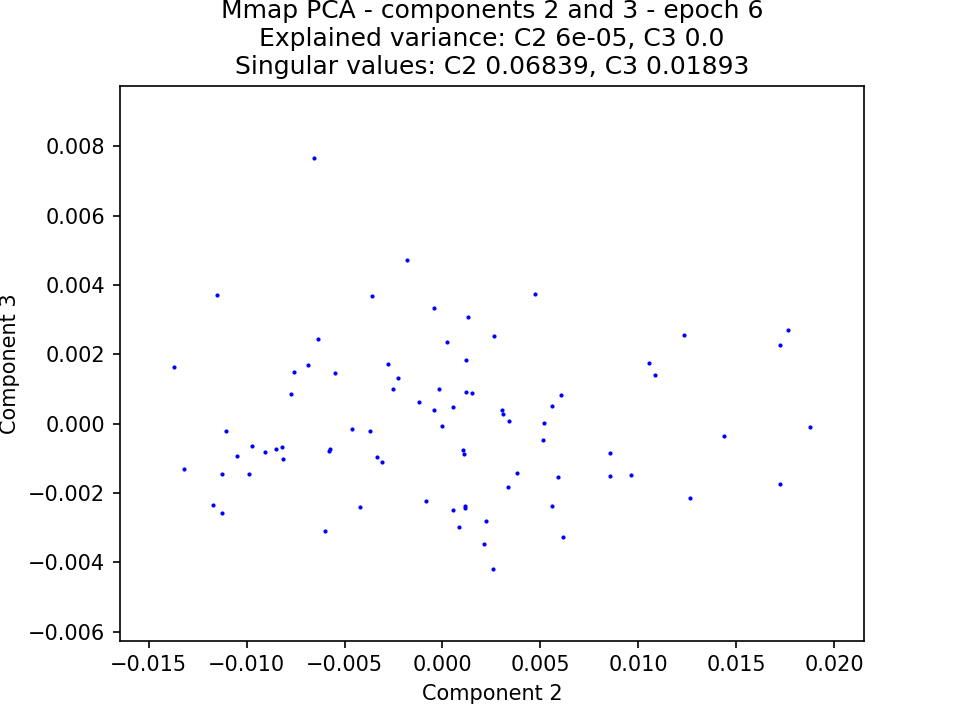 Mmap PCA - components 2 and 3 - epoch 6
Explained variance: C2 6e-05, C3 0.0
Singular values: C2 0.06839, C3 0.01893
0.008
0.006
0.004
0.002
0.000
−0.002
−0.004
−0.006
Component 3
−0.015 −0.010 −0.005 0.000 0.005 0.010 0.015 0.020
Component 2